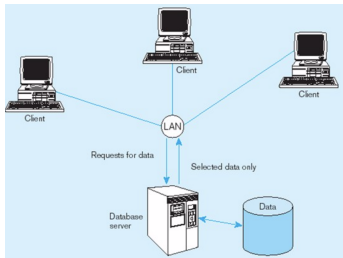 Client
Client
Client
LAN
Requests for data
Selected data only
Database
server
Data